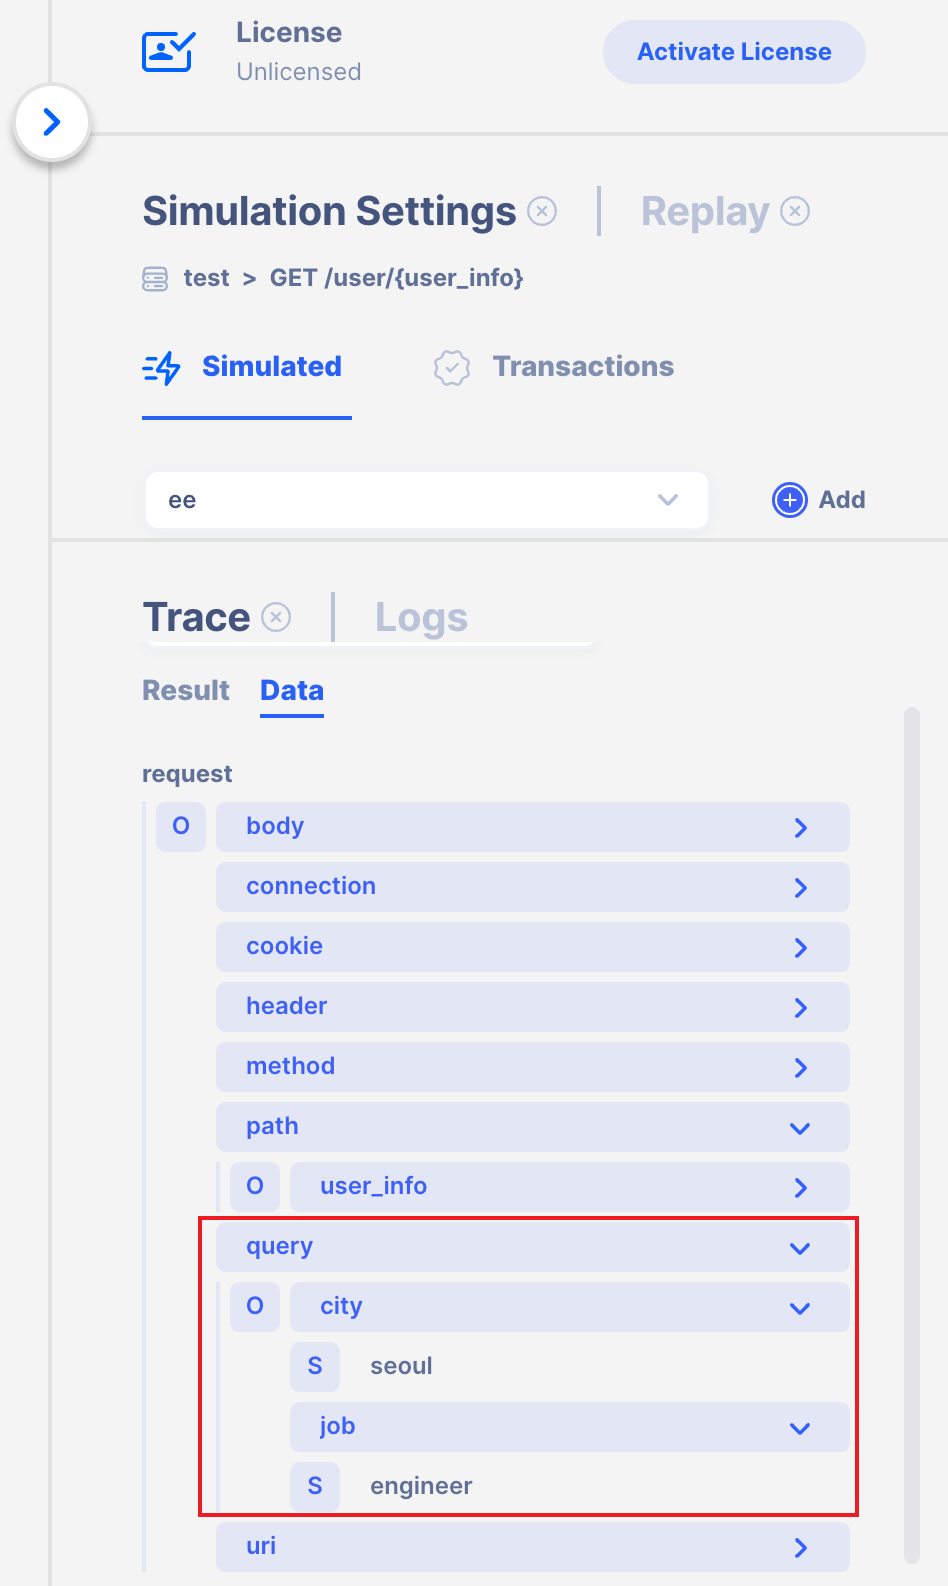 License
Unlicensed
Activate License
Simulation Settings
Replay
test > GET /user/{user_info}
Simulated
Transactions
ee
Add
Trace
Logs
Result
Data
request
O body
connection
cookie
header
method
path
O user_info
query
O city
S seoul
job
S engineer
uri